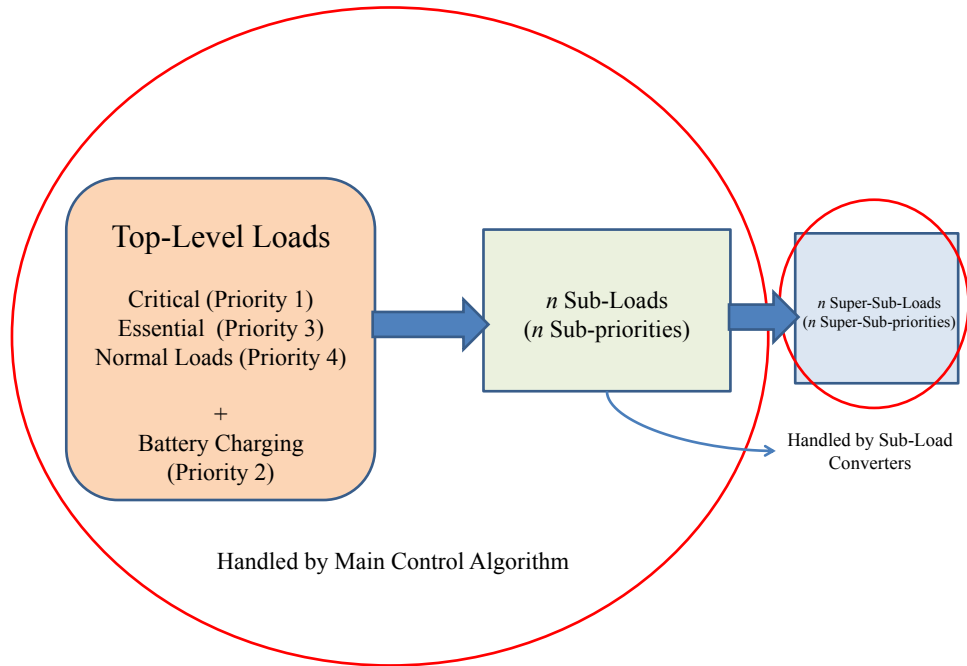 Top-Level Loads
Critical (Priority 1)
Essential (Priority 3)
Normal Loads (Priority 4)
+
Battery Charging
(Priority 2)
n Sub-Loads
(n Sub-priorities)
n Super-Sub-Loads
(n Super-Sub-priorities)
Handled by Sub-Load
Converters
Handled by Main Control Algorithm